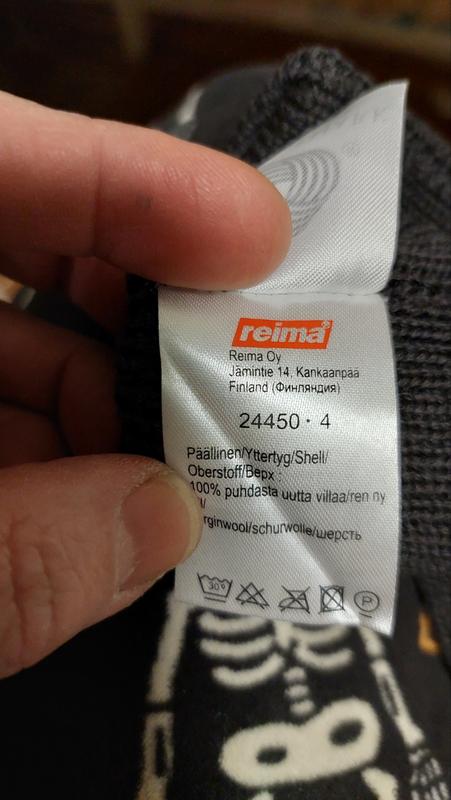 reima®
Reima Oy
Jämintie 14, Kankaanpää
Finland (Финляндия)
24450 · 4
Päällinen/Yttertyg/Shell/
Oberstoff/Верх :
100% puhdasta uutta villaa/ren ny
rginwool/schurwolle/шерсть
30°
P